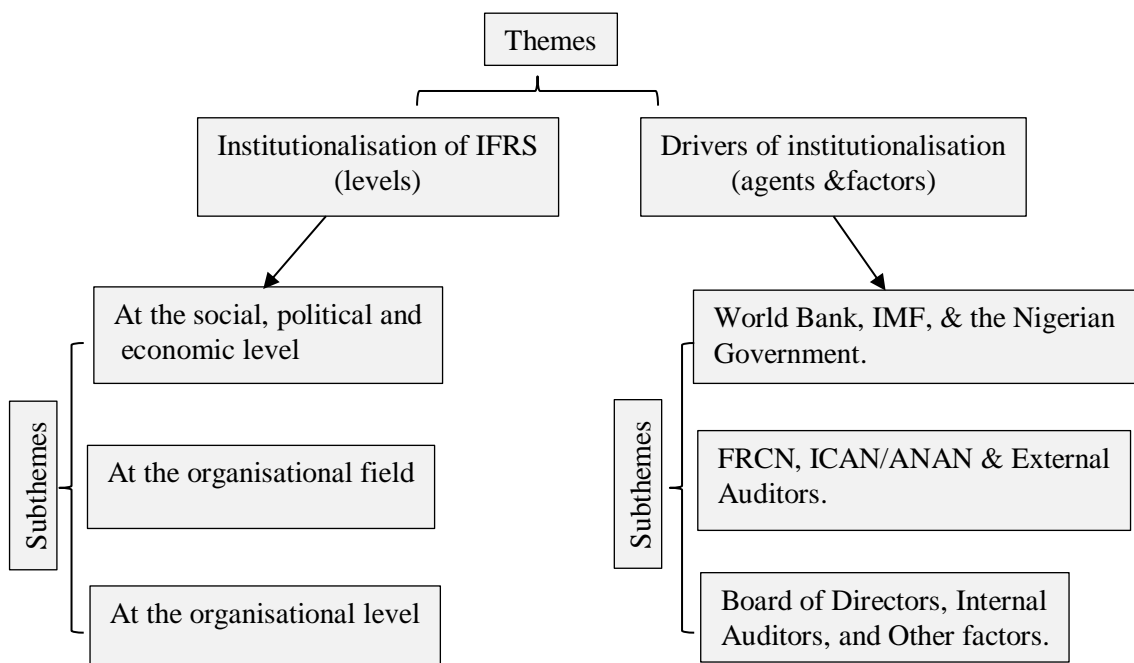 Themes
Institutionalisation of IFRS
(levels)
Drivers of institutionalisation
(agents &factors)
Subthemes
At the social, political and
economic level
At the organisational field
At the organisational level
Subthemes
World Bank, IMF, & the Nigerian
Government.
FRCN, ICAN/ANAN & External
Auditors.
Board of Directors, Internal
Auditors, and Other factors.